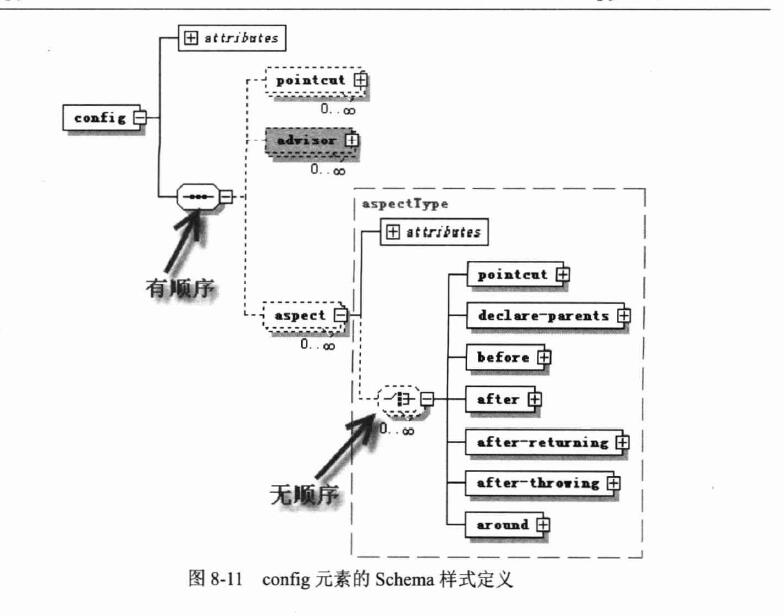 attributes
pointcut
0..∞
config
advisor
0..∞
aspectType
attributes
有顺序
pointcut
aspect
declare-parents
0..∞
before
after
0..∞
after-returning
无顺序
after-throwing
around
图 8-11 config 元素的 Schema 样式定义